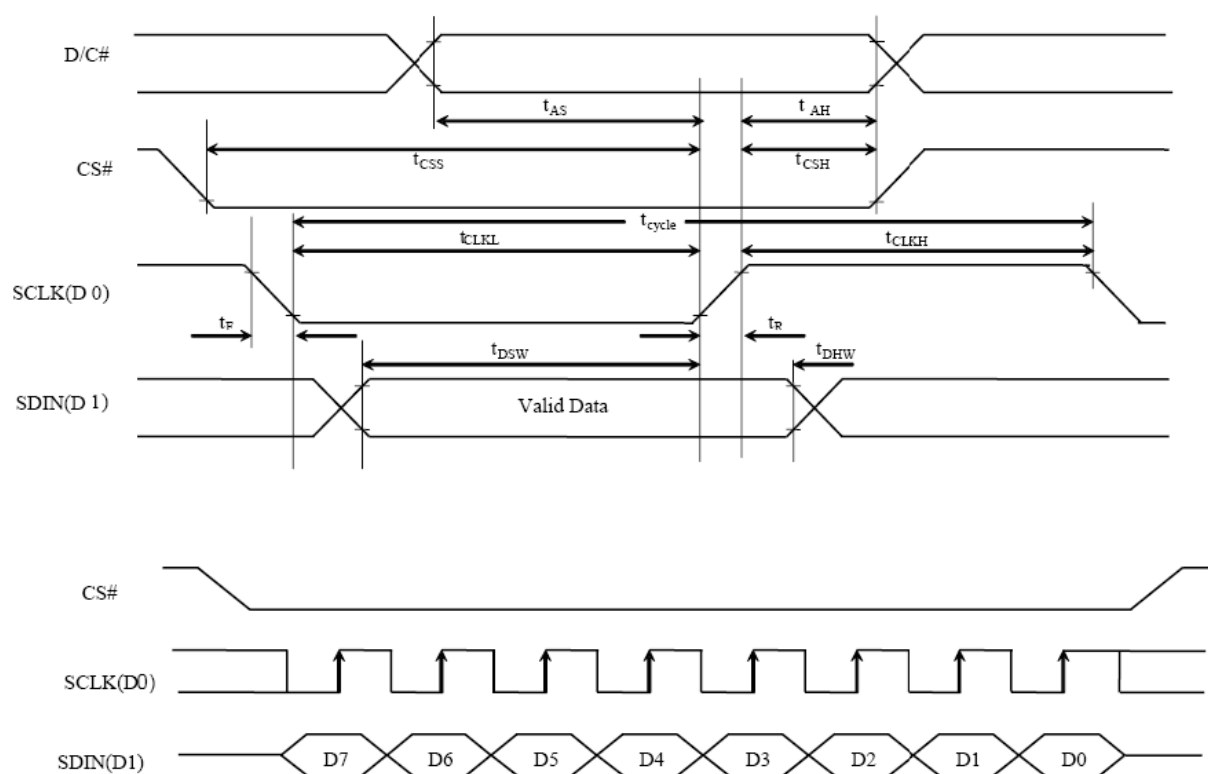 D/C#
tAS
t AH
tCSS
tCSH
CS#
tcycle
tCLKL
tCLKH
SCLK(D 0)
tF
tR
tDSW
tDHW
SDIN(D 1)
Valid Data
CS#
SCLK(D0)
SDIN(D1)
D7 D6 D5 D4 D3 D2 D1 D0